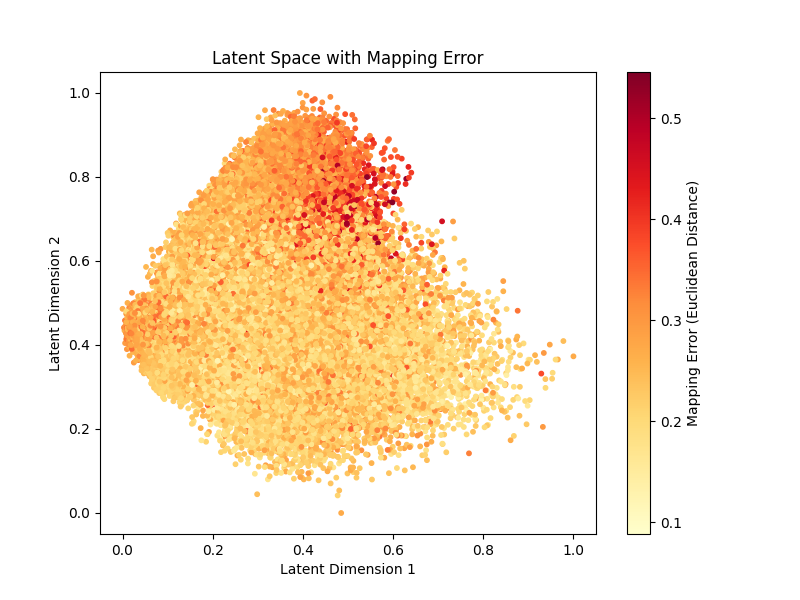 Latent Space with Mapping Error
1.0
0.8
0.6
0.4
0.2
0.0
Latent Dimension 2
0.0 0.2 0.4 0.6 0.8 1.0
Latent Dimension 1
0.5
0.4
0.3
0.2
0.1
Mapping Error (Euclidean Distance)